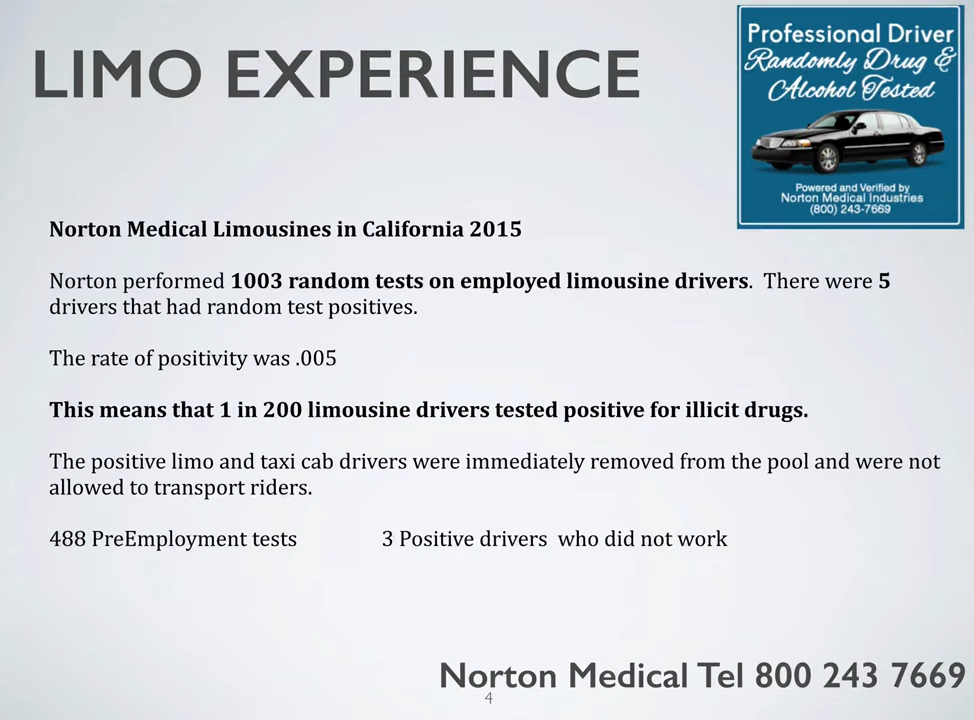 LIMO EXPERIENCE
Professional Driver
Randomly Drug &
Alcohol Tested
Powered and Verified by
Norton Medical Industries
(800) 243-7669
Norton Medical Limousines in California 2015
Norton performed 1003 random tests on employed limousine drivers. There were 5
drivers that had random test positives.
The rate of positivity was .005
This means that 1 in 200 limousine drivers tested positive for illicit drugs.
The positive limo and taxi cab drivers were immediately removed from the pool and were not
allowed to transport riders.
488 PreEmployment tests 3 Positive drivers who did not work
Norton Medical Tel 800 243 7669
4